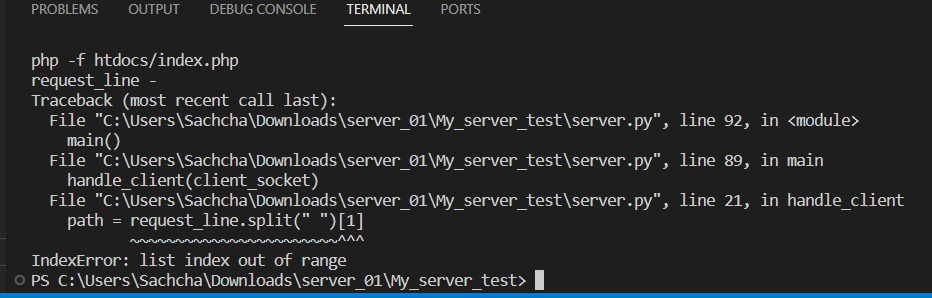 PROBLEMS OUTPUT DEBUG CONSOLE TERMINAL PORTS
php -f htdocs/index.php
request_line -
Traceback (most recent call last):
  File "C:\Users\Sachcha\Downloads\server_01\My_server_test\server.py", line 92, in <module>
    main()
  File "C:\Users\Sachcha\Downloads\server_01\My_server_test\server.py", line 89, in main
    handle_client(client_socket)
  File "C:\Users\Sachcha\Downloads\server_01\My_server_test\server.py", line 21, in handle_client
    path = request_line.split(" ")[1]
           ~~~~~~~~~~~~~~~~~~~~~~~^^^
IndexError: list index out of range
PS C:\Users\Sachcha\Downloads\server_01\My_server_test>